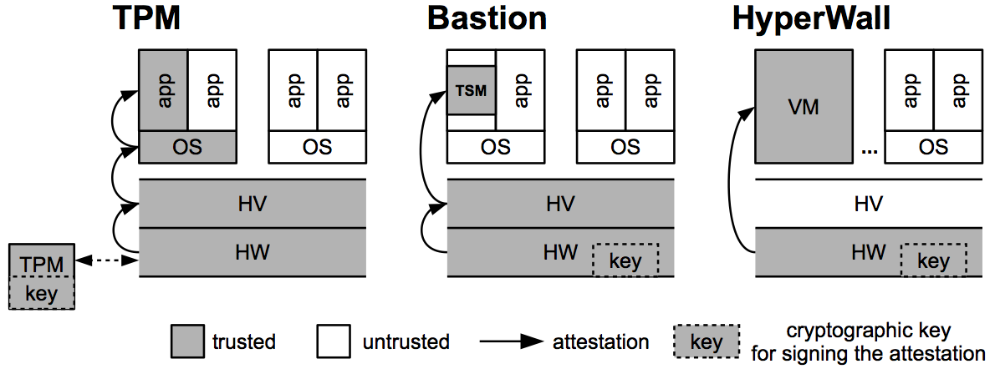 TPM Bastion HyperWall
app app app app
OS OS
HV
HW
TPM
key
TSM app app app
OS OS
HV
HW key
VM ... app app
OS
HV
HW key
trusted untrusted attestation key cryptographic key
for signing the attestation